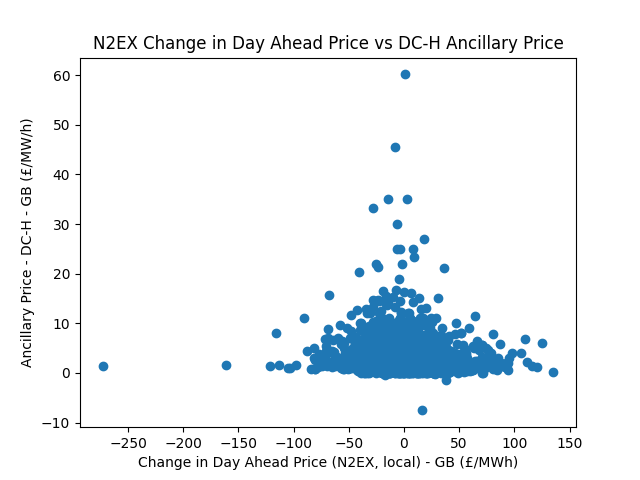 N2EX Change in Day Ahead Price vs DC-H Ancillary Price
60
50
40
30
20
10
0
−10
Ancillary Price - DC-H - GB (£/MW/h)
−250 −200 −150 −100 −50 0 50 100 150
Change in Day Ahead Price (N2EX, local) - GB (£/MWh)